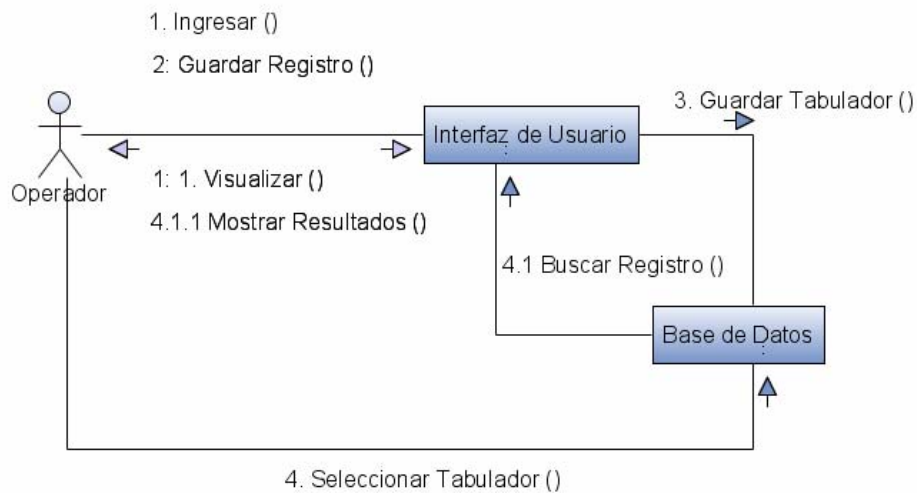 1. Ingresar ()
2: Guardar Registro ()
3. Guardar Tabulador ()
Interfaz de Usuario
:
Operador
1: 1. Visualizar ()
4.1.1 Mostrar Resultados ()
4.1 Buscar Registro ()
Base de Datos
:
4. Seleccionar Tabulador ()